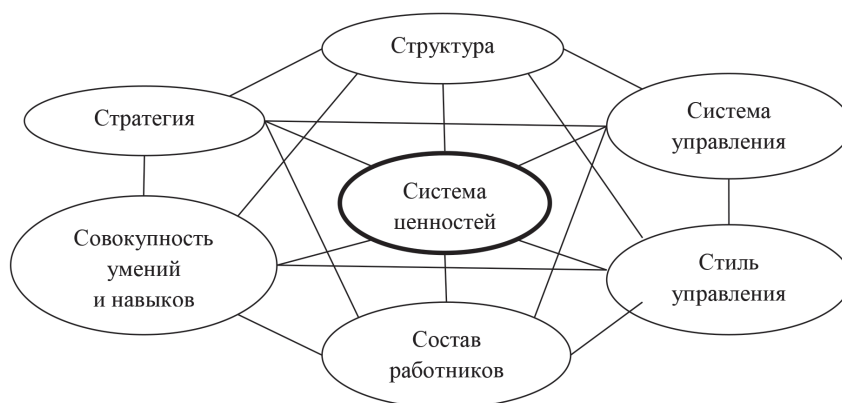 Структура
Стратегия
Система
управления
Система
ценностей
Совокупность
умений
и навыков
Стиль
управления
Состав
работников